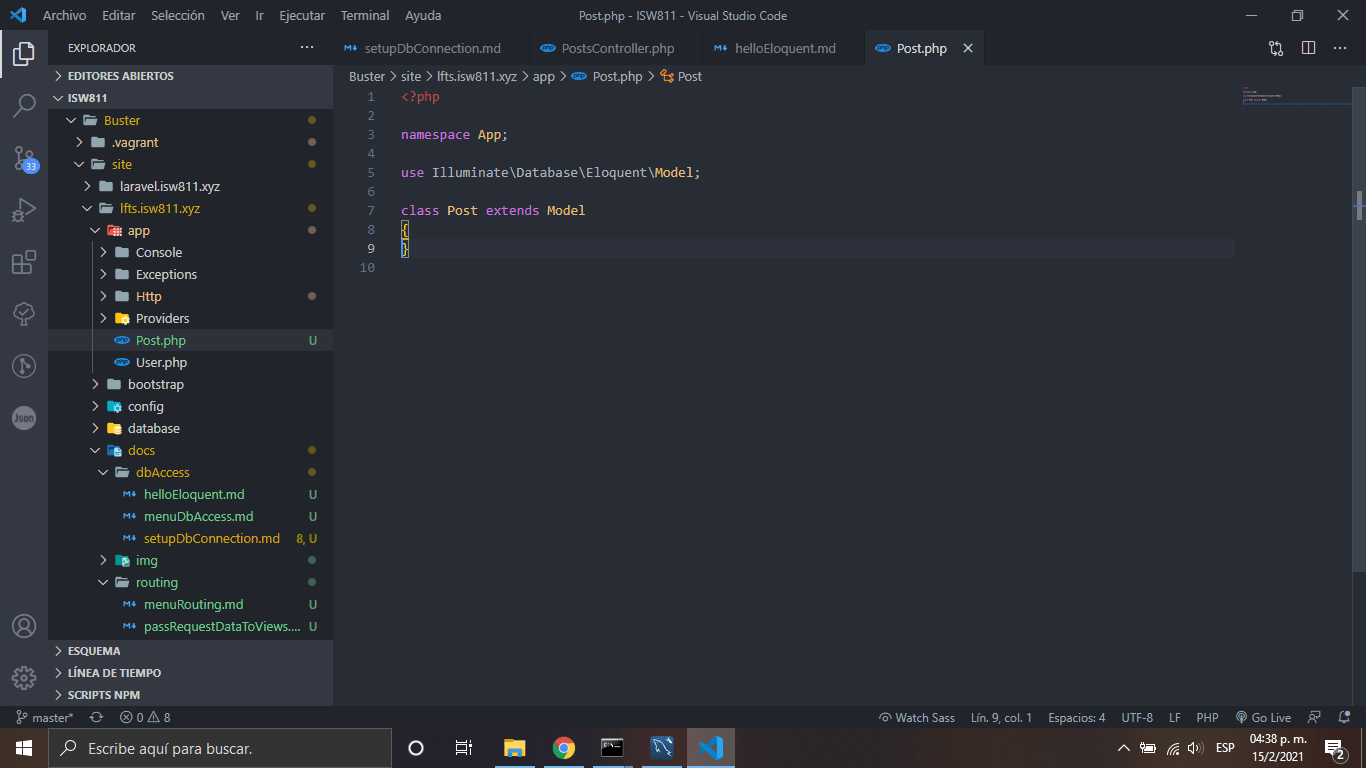 Archivo Editar Selección Ver Ir Ejecutar Terminal Ayuda
Post.php - ISW811 - Visual Studio Code
EXPLORADOR
setupDbConnection.md PostsController.php helloEloquent.md Post.php
EDITORES ABIERTOS
ISW811
Buster
.vagrant
site
laravel.isw811.xyz
lfts.isw811.xyz
app
Console
Exceptions
Http
Providers
Post.php U
User.php
bootstrap
config
database
docs
dbAccess
helloEloquent.md U
menuDbAccess.md U
setupDbConnection.md 8, U
img
routing
menuRouting.md U
passRequestDataToViews.... U
ESQUEMA
LÍNEA DE TIEMPO
SCRIPTS NPM
33
Json
Buster > site > lfts.isw811.xyz > app > Post.php > Post
1 <?php
2
3 namespace App;
4
5 use Illuminate\Database\Eloquent\Model;
6
7 class Post extends Model
8 {
9 }
10
master* 0 8
Watch Sass Lín. 9, col. 1 Espacios: 4 UTF-8 LF PHP Go Live
Escribe aquí para buscar.
ESP
04:38 p. m.
15/2/2021
2